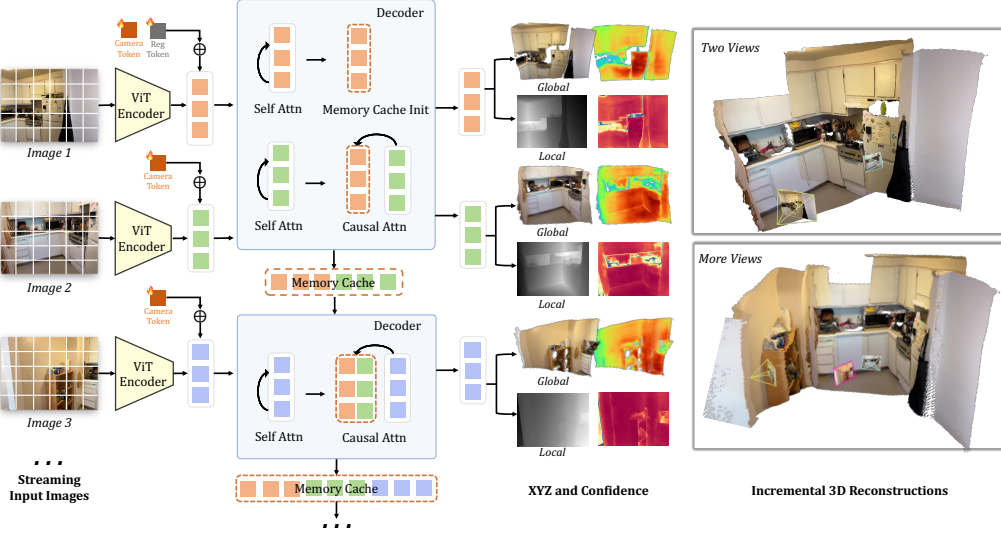 Decoder
Camera
Token
Reg
Token
ViT
Encoder
Image 1
Self Attn
Memory Cache Init
Global
Local
Two Views
Camera
Token
ViT
Encoder
Image 2
Self Attn
Causal Attn
Global
Local
Memory Cache
More Views
Camera
Token
Decoder
ViT
Encoder
Image 3
Self Attn
Causal Attn
Global
Local
...
Streaming
Input Images
Memory Cache
...
XYZ and Confidence
Incremental 3D Reconstructions